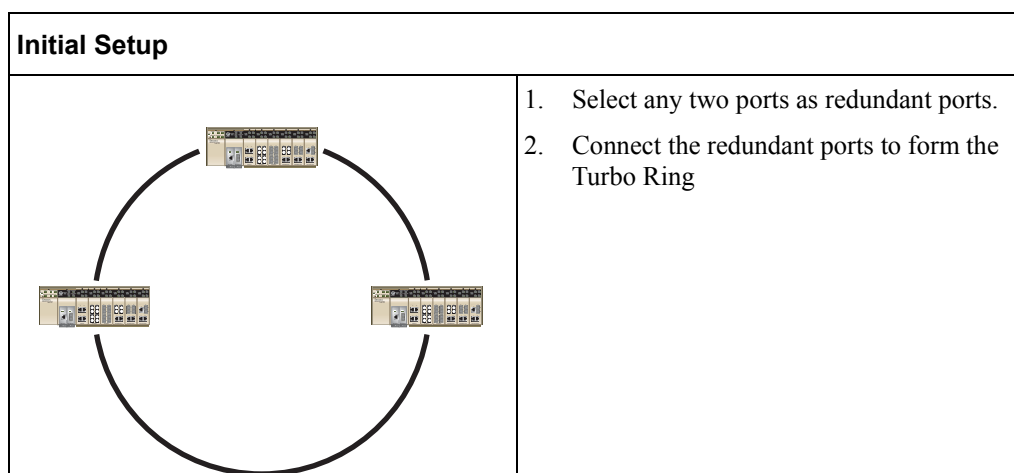 Initial Setup
1. Select any two ports as redundant ports.
2. Connect the redundant ports to form the
Turbo Ring